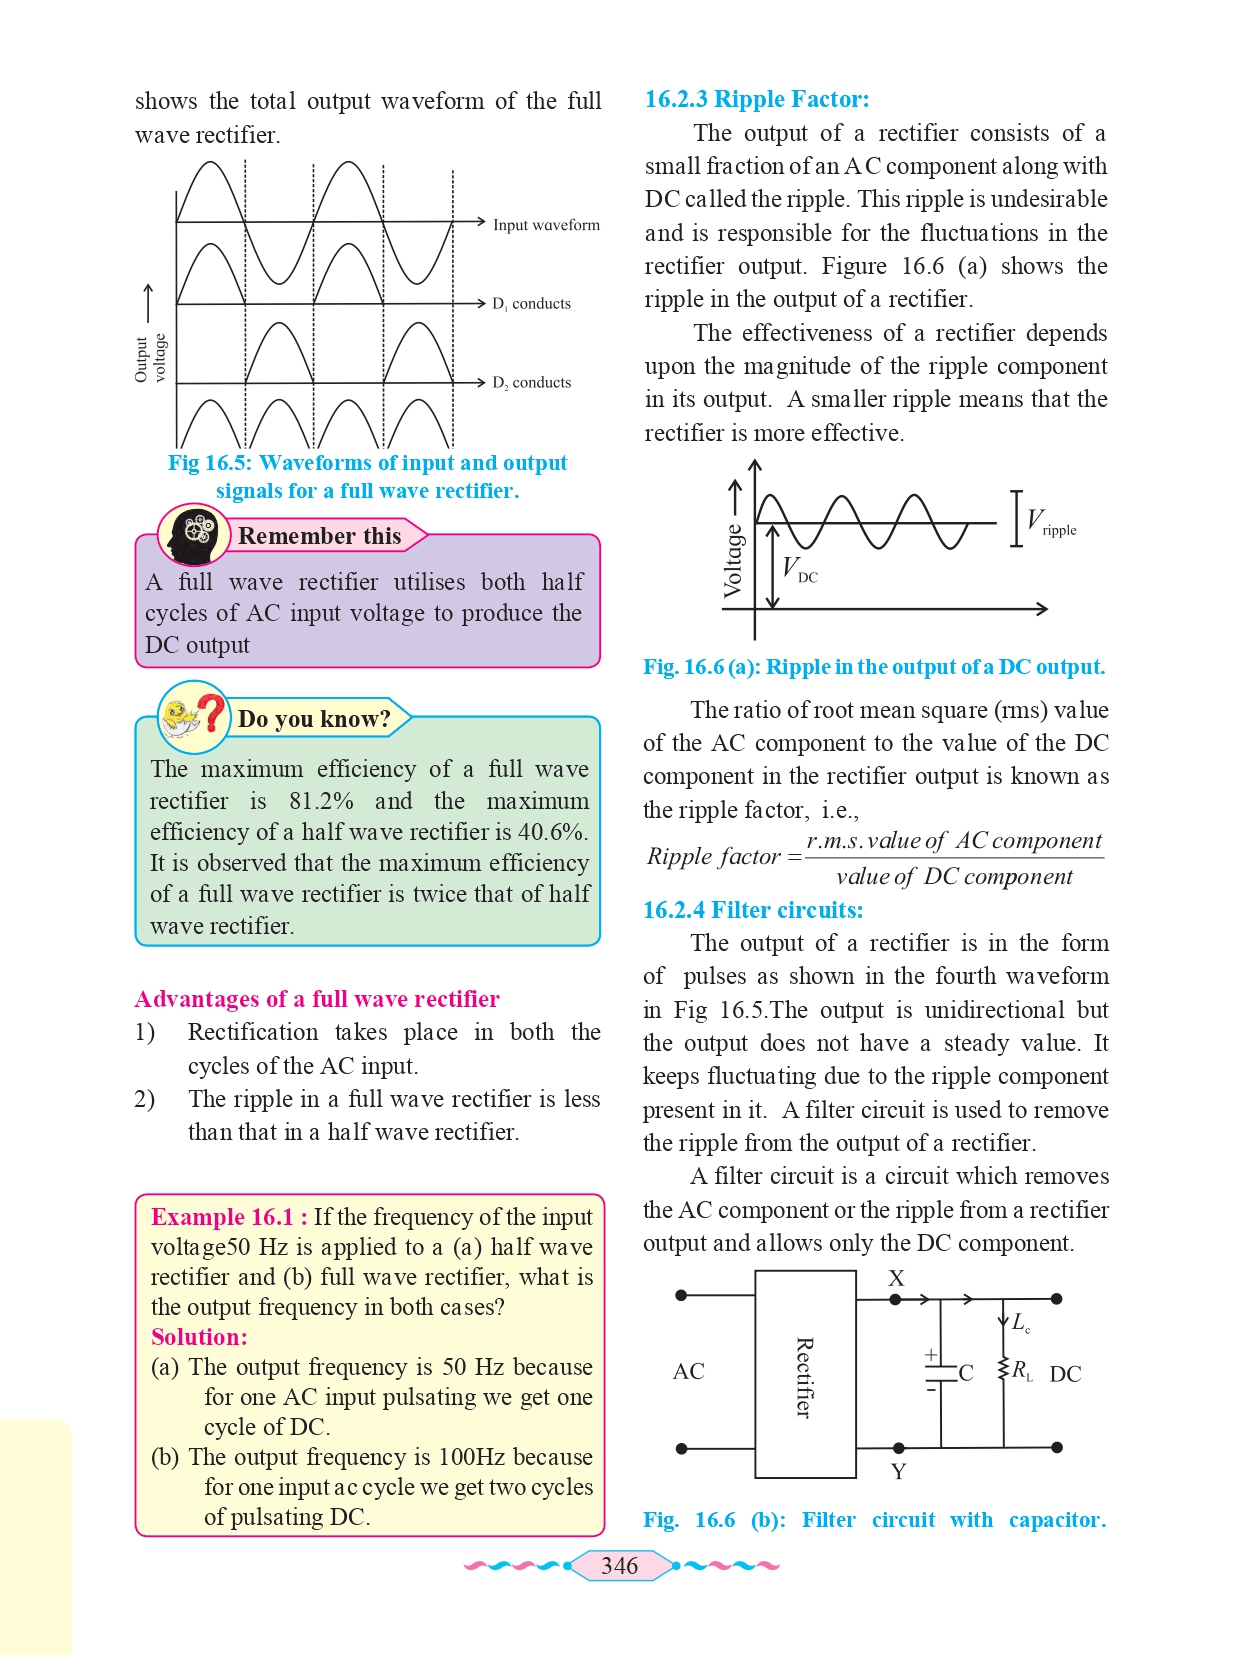 shows the total output waveform of the full
wave rectifier.
Input waveform
D₁ conducts
Output
voltage
D₂ conducts
Fig 16.5: Waveforms of input and output
signals for a full wave rectifier.
Remember this
A full wave rectifier utilises both half
cycles of AC input voltage to produce the
DC output
Do you know?
The maximum efficiency of a full wave
rectifier is 81.2% and the maximum
efficiency of a half wave rectifier is 40.6%.
It is observed that the maximum efficiency
of a full wave rectifier is twice that of half
wave rectifier.
Advantages of a full wave rectifier
1) Rectification takes place in both the
cycles of the AC input.
2) The ripple in a full wave rectifier is less
than that in a half wave rectifier.
Example 16.1 : If the frequency of the input
voltage50 Hz is applied to a (a) half wave
rectifier and (b) full wave rectifier, what is
the output frequency in both cases?
Solution:
(a) The output frequency is 50 Hz because
for one AC input pulsating we get one
cycle of DC.
(b) The output frequency is 100Hz because
for one input ac cycle we get two cycles
of pulsating DC.
16.2.3 Ripple Factor:
The output of a rectifier consists of a
small fraction of an AC component along with
DC called the ripple. This ripple is undesirable
and is responsible for the fluctuations in the
rectifier output. Figure 16.6 (a) shows the
ripple in the output of a rectifier.
The effectiveness of a rectifier depends
upon the magnitude of the ripple component
in its output. A smaller ripple means that the
rectifier is more effective.
Voltage
V ripple
V DC
Fig. 16.6 (a): Ripple in the output of a DC output.
The ratio of root mean square (rms) value
of the AC component to the value of the DC
component in the rectifier output is known as
the ripple factor, i.e.,
Ripple factor = r.m.s. value of AC component
value of DC component
16.2.4 Filter circuits:
The output of a rectifier is in the form
of pulses as shown in the fourth waveform
in Fig 16.5.The output is unidirectional but
the output does not have a steady value. It
keeps fluctuating due to the ripple component
present in it. A filter circuit is used to remove
the ripple from the output of a rectifier.
A filter circuit is a circuit which removes
the AC component or the ripple from a rectifier
output and allows only the DC component.
X
L c
+
AC
Rectifier
C
R L
DC
-
Y
Fig. 16.6 (b): Filter circuit with capacitor.
346